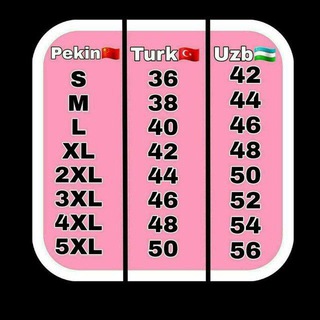 Pekin🇨🇳 Turk🇹🇷 Uzb🇺🇿
S 36 42
M 38 44
L 40 46
XL 42 48
2XL 44 50
3XL 46 52
4XL 48 54
5XL 50 56